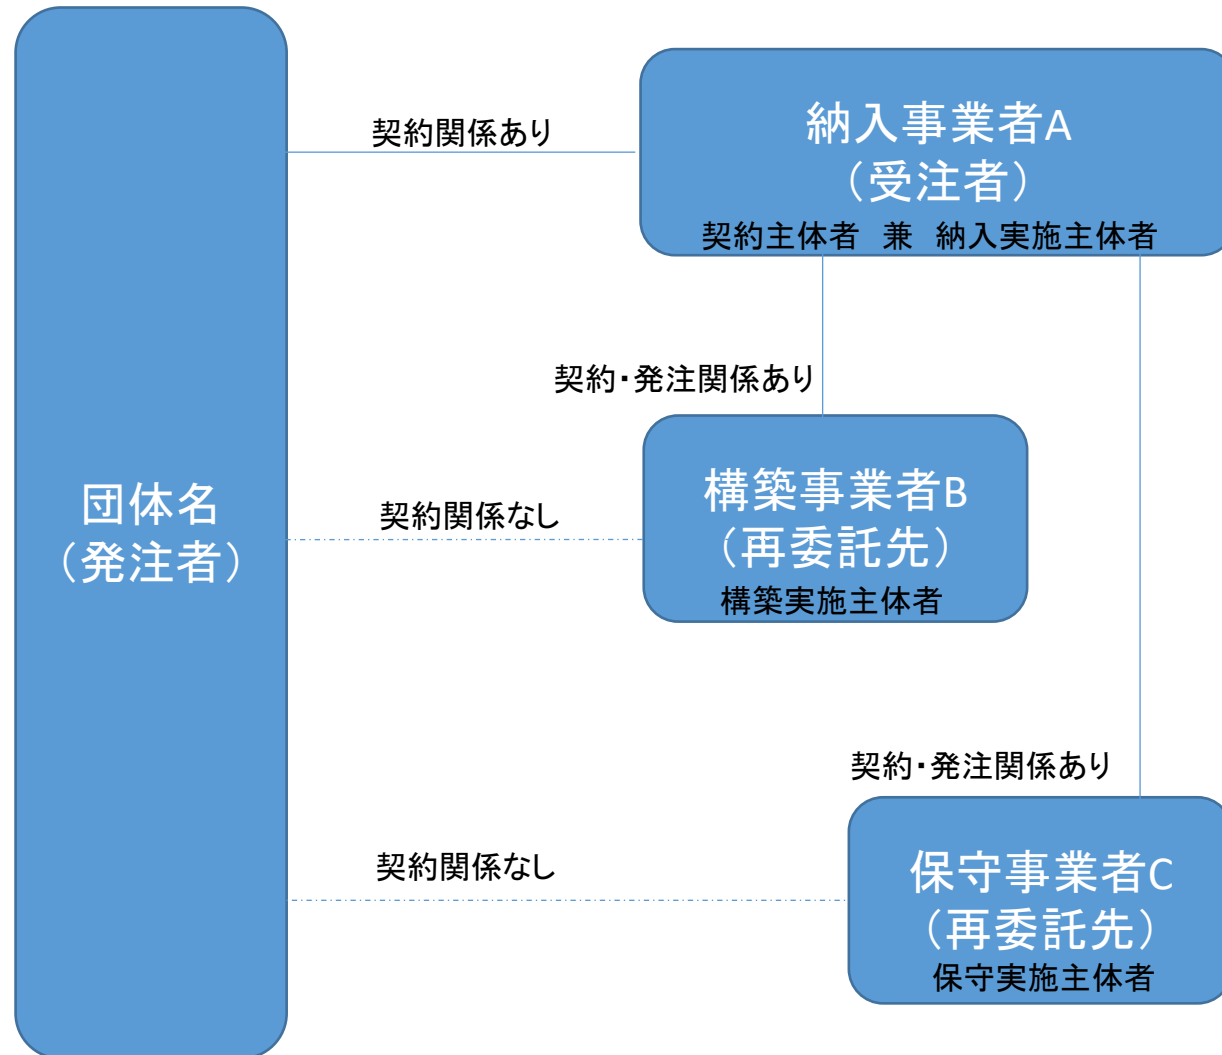 契約関係あり
納入事業者A
（受注者）
契約主体者　兼　納入実施主体者
契約・発注関係あり
団体名
（発注者）
契約関係なし
構築事業者B
（再委託先）
構築実施主体者
契約・発注関係あり
契約関係なし
保守事業者C
（再委託先）
保守実施主体者